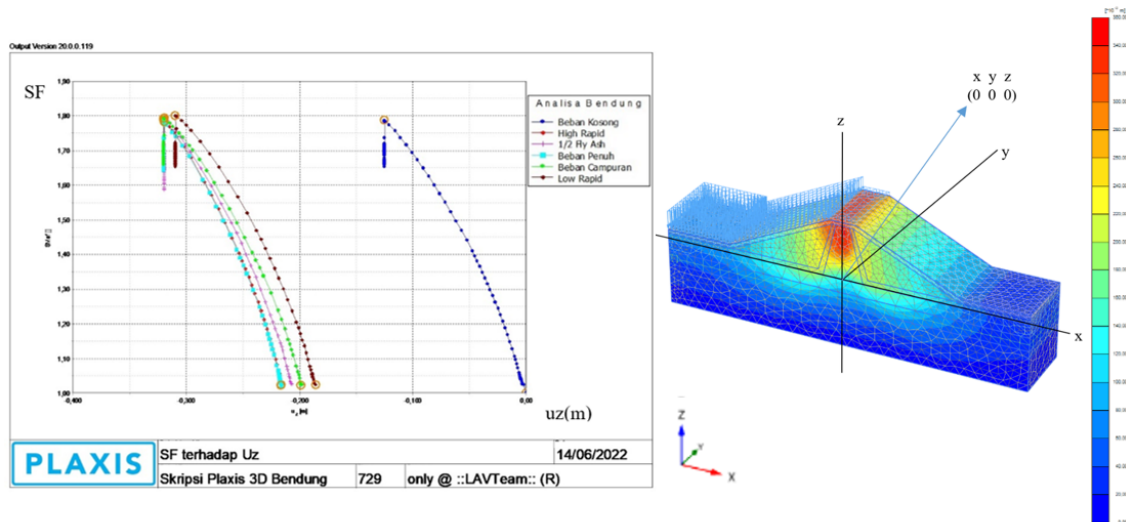 Output Version 20.0.0.119
SF
1,90
1,80
1,70
1,60
1,50
1,40
1,30
1,20
1,10
1,00
-0,400
-0,300
-0,200
-0,100
0,00
uz(m)
Analisa Bendung
Beban Kosong
High Rapid
1/2 Fly Ash
Beban Penuh
Beban Campuran
Low Rapid
PLAXIS
SF terhadap Uz
14/06/2022
Skripsi Plaxis 3D Bendung
729
only @ ::LAVTeam:: (R)
x y z
(0 0 0)
z
y
x
Z
Y
X